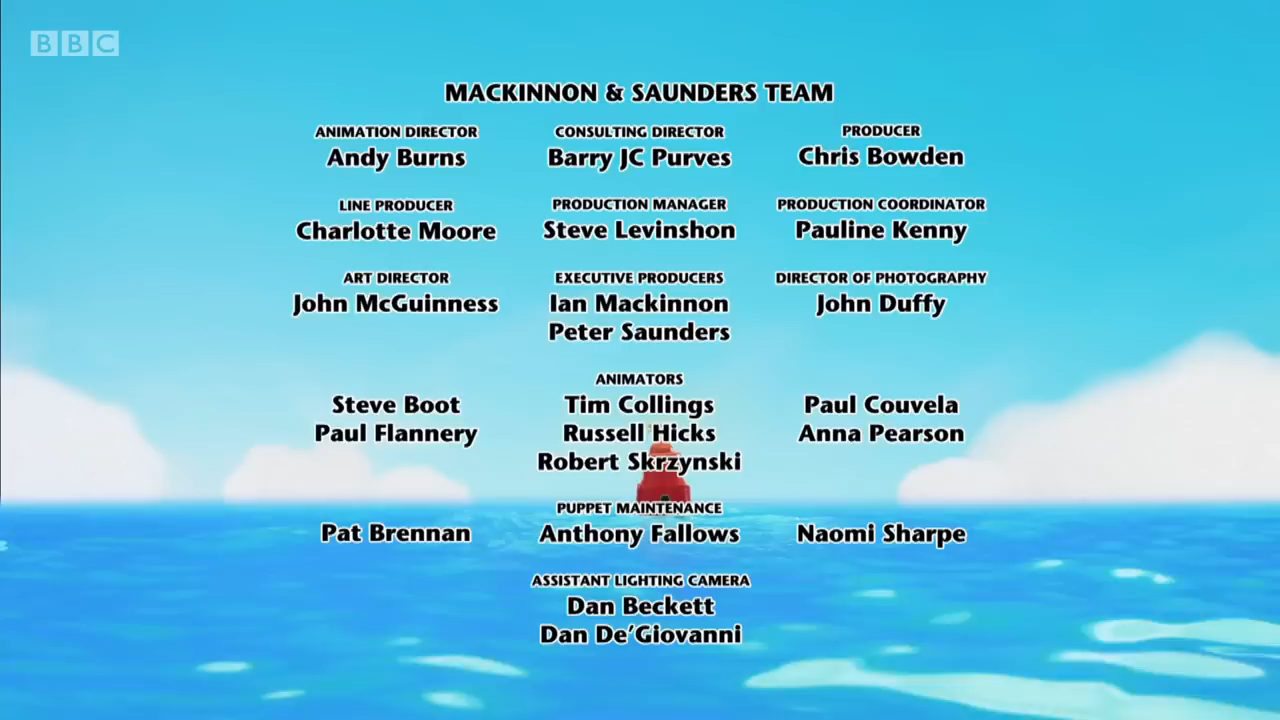 BBC
MACKINNON & SAUNDERS TEAM
ANIMATION DIRECTOR CONSULTING DIRECTOR PRODUCER
Andy Burns Barry JC Purves Chris Bowden
LINE PRODUCER PRODUCTION MANAGER PRODUCTION COORDINATOR
Charlotte Moore Steve Levinshon Pauline Kenny
ART DIRECTOR EXECUTIVE PRODUCERS DIRECTOR OF PHOTOGRAPHY
John McGuinness Ian Mackinnon John Duffy
Peter Saunders
ANIMATORS
Steve Boot Tim Collings Paul Couvela
Paul Flannery Russell Hicks Anna Pearson
Robert Skrzynski
PUPPET MAINTENANCE
Pat Brennan Anthony Fallows Naomi Sharpe
ASSISTANT LIGHTING CAMERA
Dan Beckett
Dan De’Giovanni